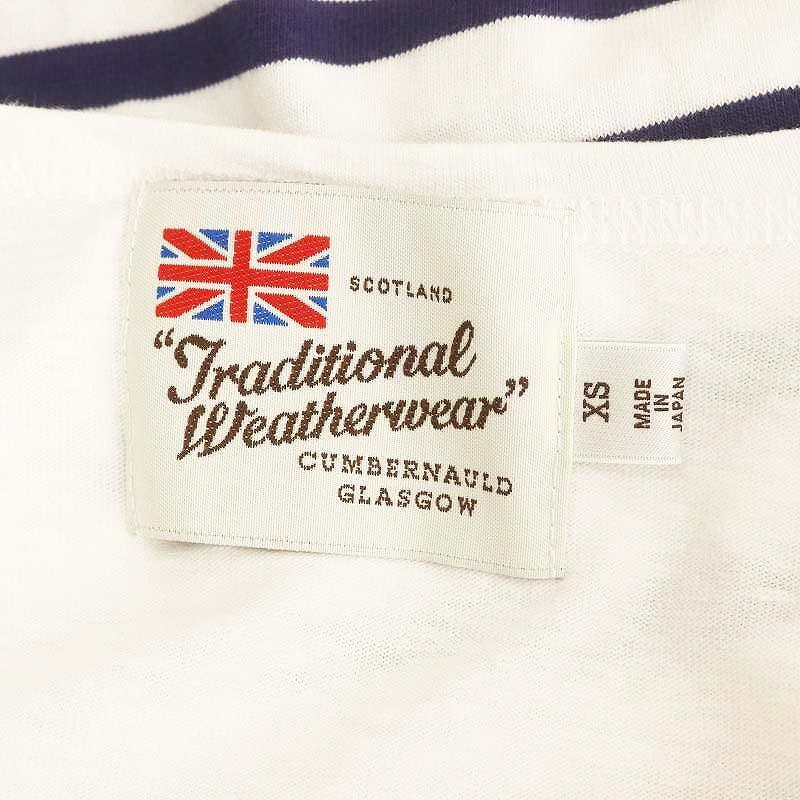 SCOTLAND
“Traditional
Weatherwear”
CUMBERNAULD
GLASGOW
XS
MADE
IN
JAPAN